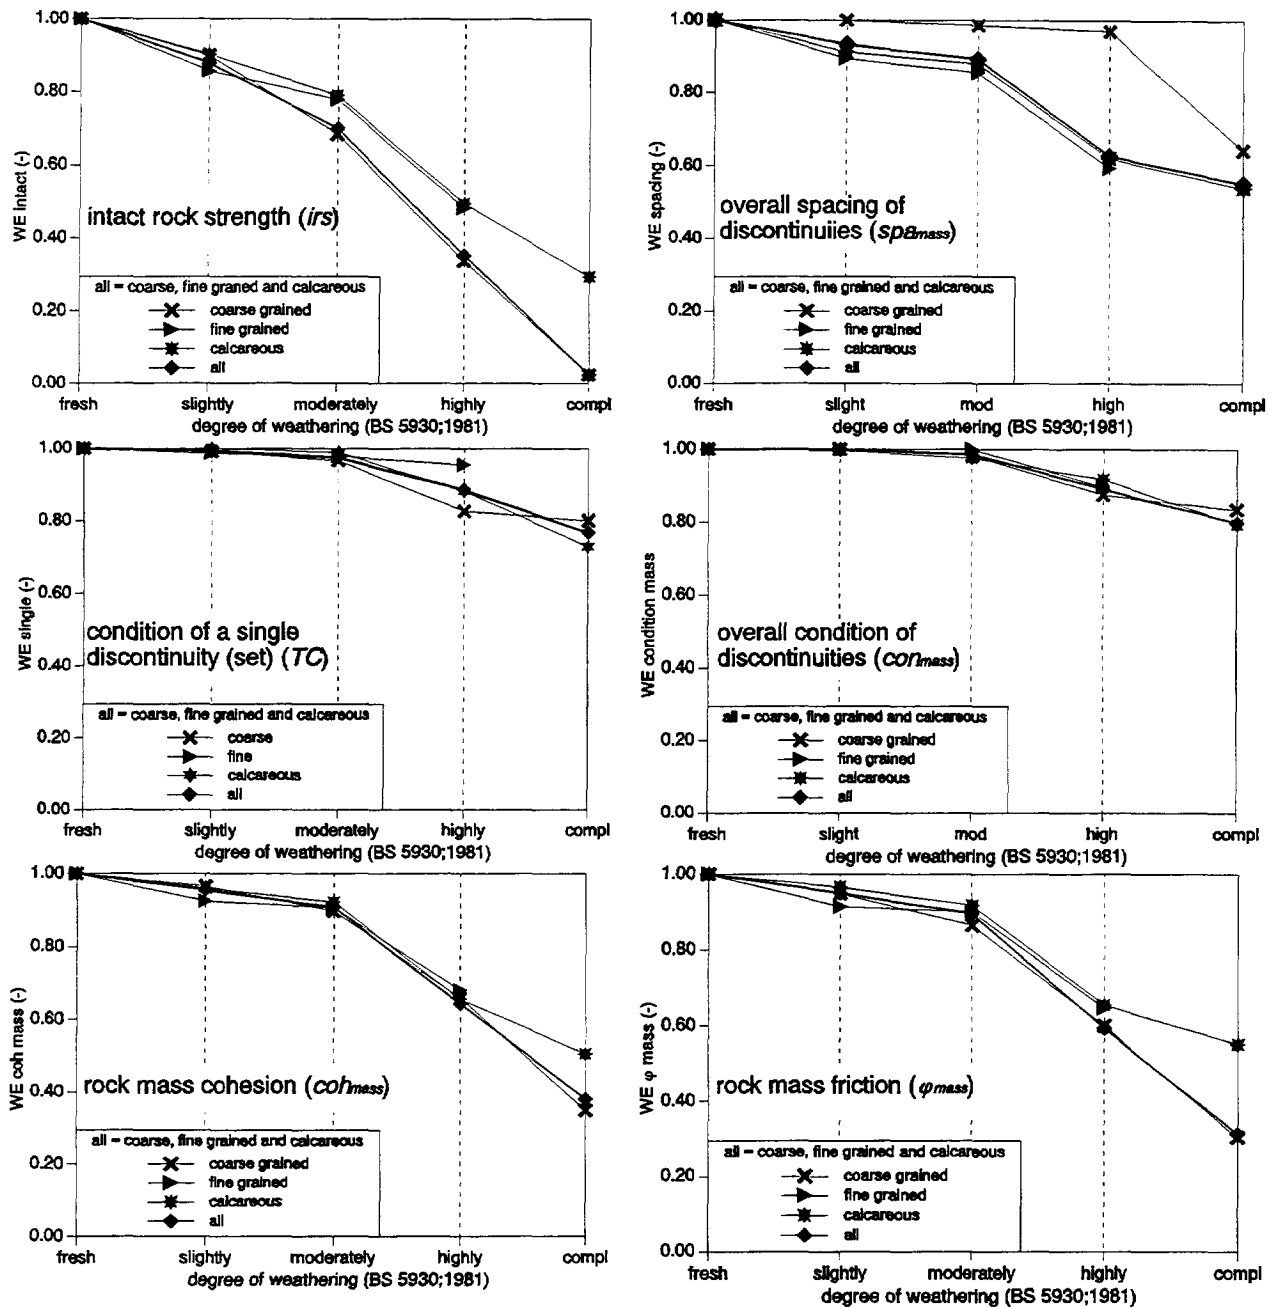 1.00
0.80
0.60
0.40
0.20
0.00
WE intact (-)
intact rock strength (irs)
all = coarse, fine graned and calcareous
coarse grained
fine grained
calcareous
all
fresh slightly moderately highly compl
degree of weathering (BS 5930;1981)
1.00
0.80
0.60
0.40
0.20
0.00
WE spacing (-)
overall spacing of
discontinuiies (spamass)
all = coarse, fine grained and calcareous
coarse grained
fine grained
calcareous
all
fresh slight mod high compl
degree of weathering (BS 5930;1981)
1.00
0.80
0.60
0.40
0.20
0.00
WE single (-)
condition of a single
discontinuity (set) (TC)
all = coarse, fine grained and calcareous
coarse
fine
calcareous
all
fresh slightly moderately highly compl
degree of weathering (BS 5930;1981)
1.00
0.80
0.60
0.40
0.20
0.00
WE condition mass
overall condition of
discontinuities (conmass)
all = coarse, fine grained and calcareous
coarse grained
fine grained
calcareous
all
fresh slight mod high compl
degree of weathering (BS 5930;1981)
1.00
0.80
0.60
0.40
0.20
0.00
WE coh mass (-)
rock mass cohesion (cohmass)
all = coarse, fine grained and calcareous
coarse grained
fine grained
calcareous
all
fresh slightly moderately highly compl
degree of weathering (BS 5930;1981)
1.00
0.80
0.60
0.40
0.20
0.00
WE φ mass (-)
rock mass friction (φmass)
all = coarse, fine grained and calcareous
coarse grained
fine grained
calcareous
all
fresh slightly moderately highly compl
degree of weathering (BS 5930;1981)